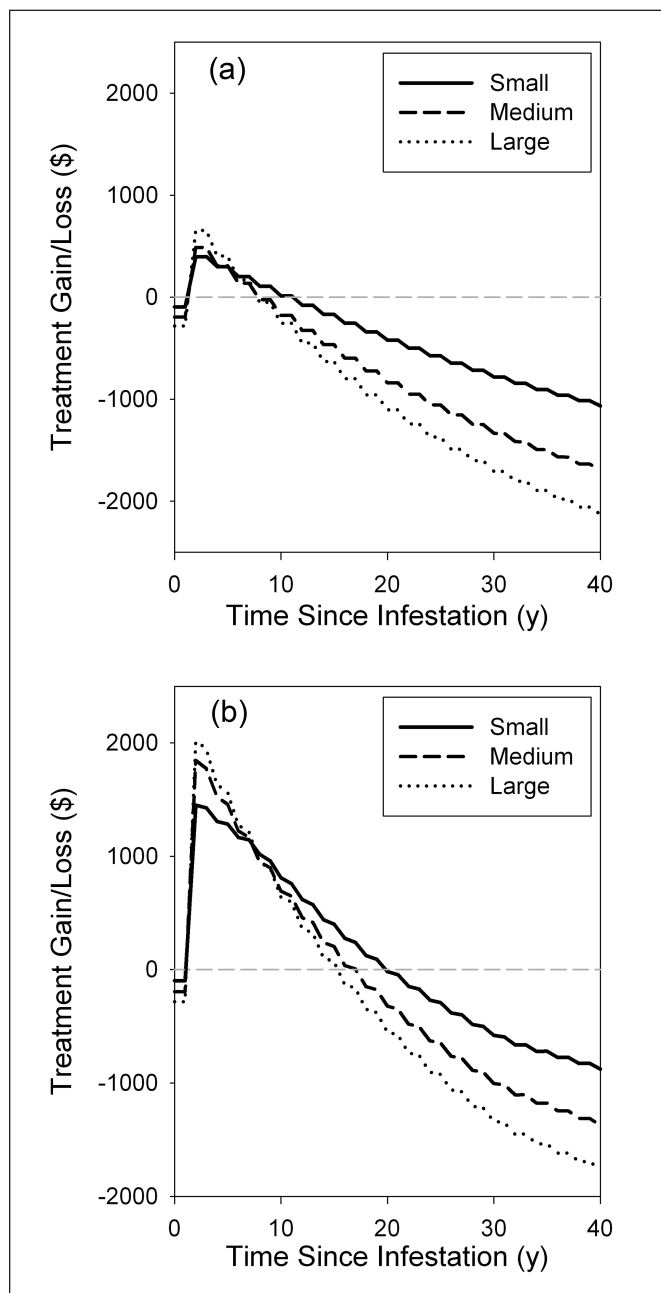 (a)
Small
Medium
Large
2000
1000
0
-1000
-2000
Treatment Gain/Loss ($)
0 10 20 30 40
Time Since Infestation (y)
(b)
Small
Medium
Large
2000
1000
0
-1000
-2000
Treatment Gain/Loss ($)
0 10 20 30 40
Time Since Infestation (y)